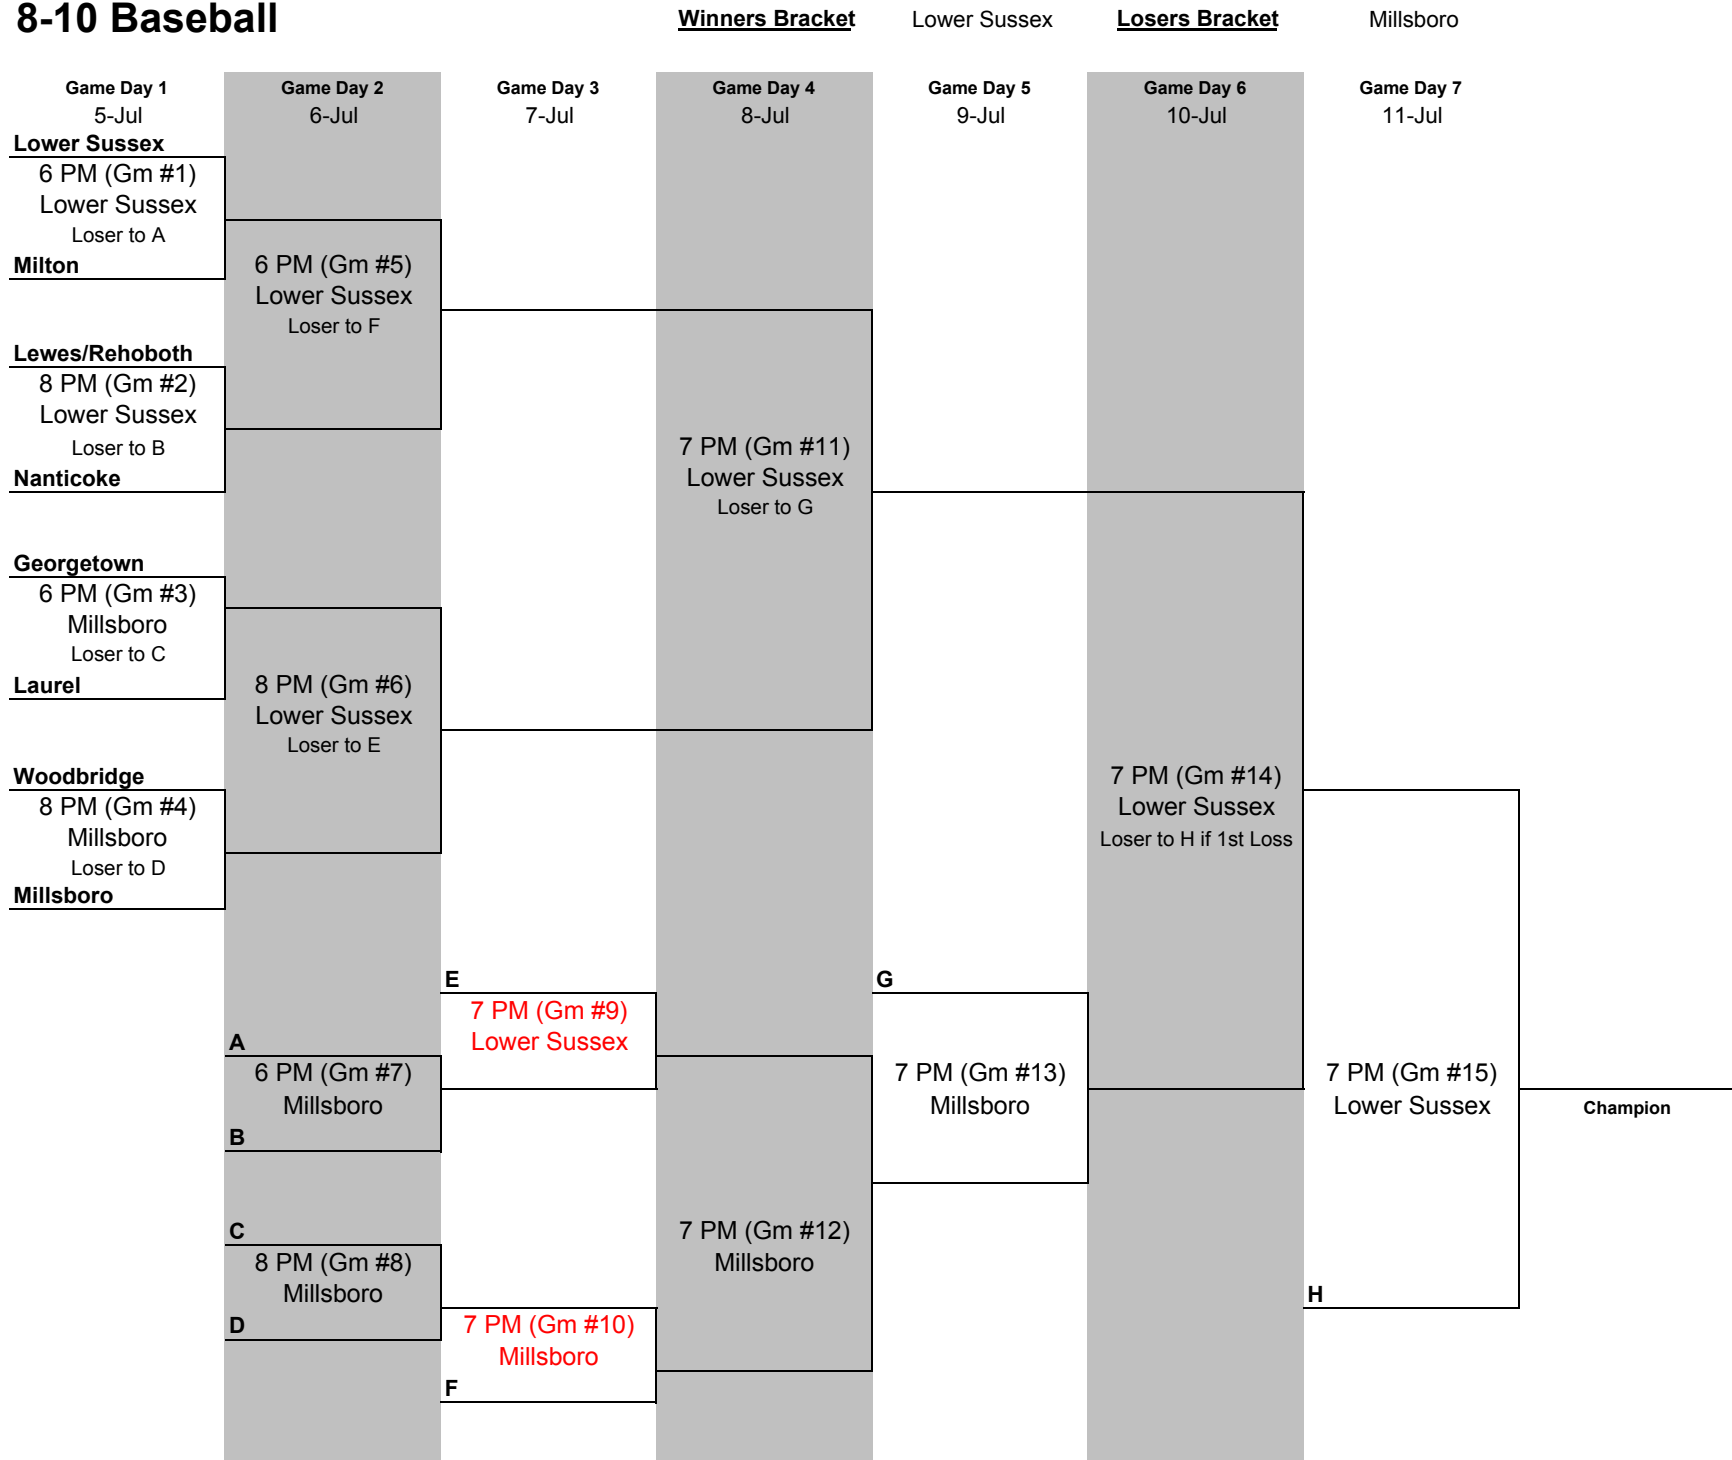 8-10 Baseball
Winners Bracket Lower Sussex Losers Bracket Millsboro
Game Day 1 Game Day 2 Game Day 3 Game Day 4 Game Day 5 Game Day 6 Game Day 7
5-Jul 6-Jul 7-Jul 8-Jul 9-Jul 10-Jul 11-Jul
Lower Sussex
6 PM (Gm #1)
Lower Sussex
Loser to A
Milton
Lewes/Rehoboth
8 PM (Gm #2)
Lower Sussex
Loser to B
Nanticoke
Georgetown
6 PM (Gm #3)
Millsboro
Loser to C
Laurel
Woodbridge
8 PM (Gm #4)
Millsboro
Loser to D
Millsboro
6 PM (Gm #5)
Lower Sussex
Loser to F
8 PM (Gm #6)
Lower Sussex
Loser to E
A
6 PM (Gm #7)
Millsboro
B
C
8 PM (Gm #8)
Millsboro
D
E
7 PM (Gm #9)
Lower Sussex
7 PM (Gm #10)
Millsboro
F
7 PM (Gm #11)
Lower Sussex
Loser to G
7 PM (Gm #12)
Millsboro
G
7 PM (Gm #13)
Millsboro
7 PM (Gm #14)
Lower Sussex
Loser to H if 1st Loss
7 PM (Gm #15)
Lower Sussex
H
Champion